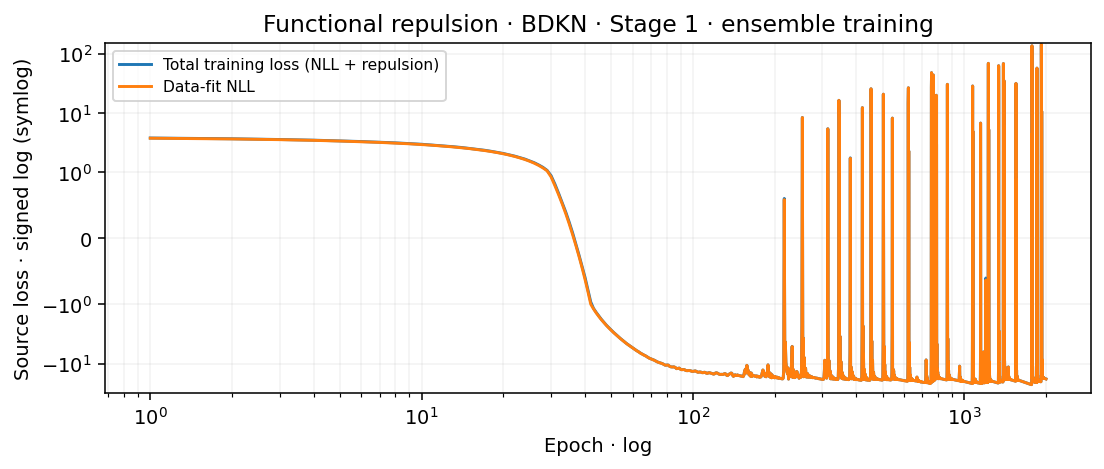 Functional repulsion · BDKN · Stage 1 · ensemble training
Source loss · signed log (symlog)
10²
10¹
10⁰
0
−10⁰
−10¹
Total training loss (NLL + repulsion)
Data-fit NLL
10⁰ 10¹ 10² 10³
Epoch · log